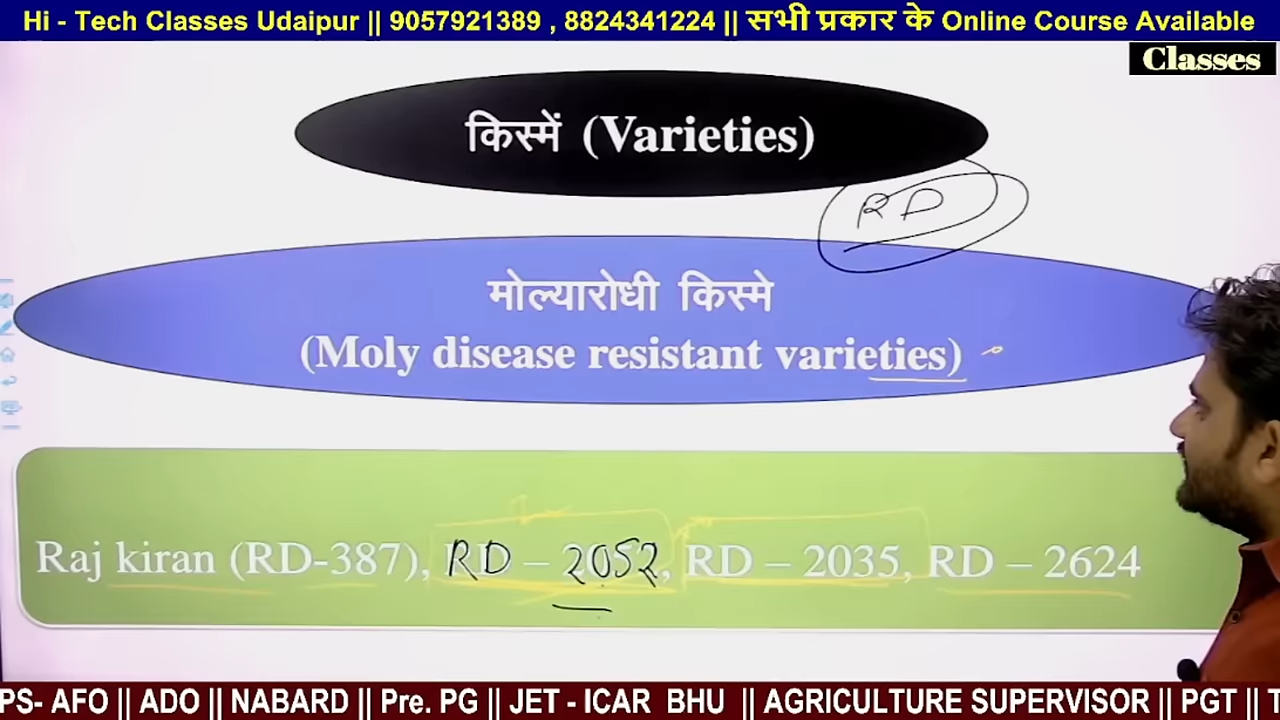 Hi - Tech Classes Udaipur || 9057921389 , 8824341224 || सभी प्रकार के Online Course Available
Classes
किस्में (Varieties)
RD
मोल्यारोधी किस्मे
(Moly disease resistant varieties)
Raj kiran (RD-387), RD – 2052, RD – 2035, RD – 2624
PS- AFO || ADO || NABARD || Pre. PG || JET - ICAR BHU || AGRICULTURE SUPERVISOR || PGT || T